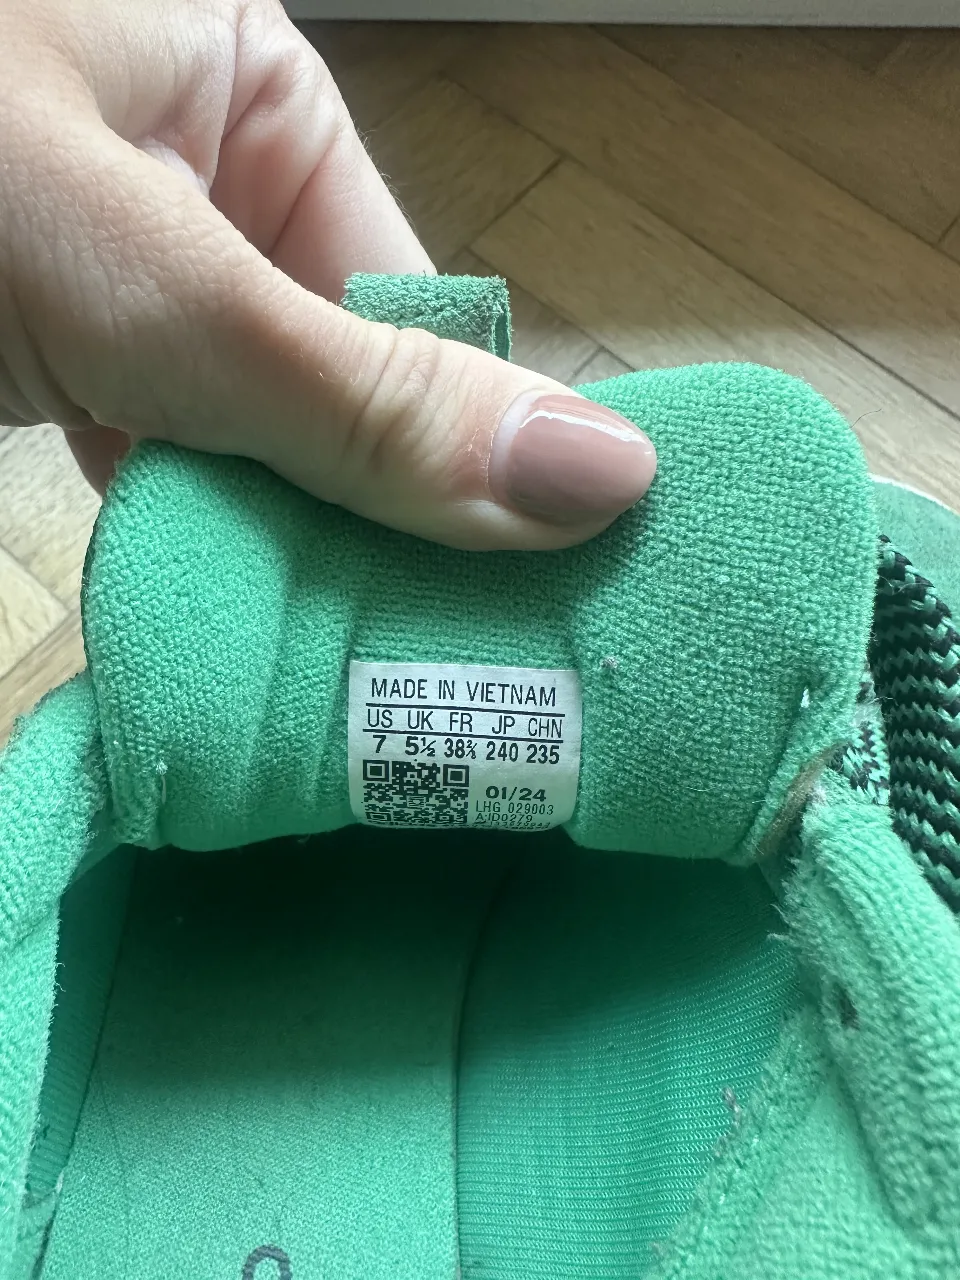 MADE IN VIETNAM
US UK FR JP CHN
7 5½ 38⅔ 240 235
01/24
LHG 029003
A:ID0279